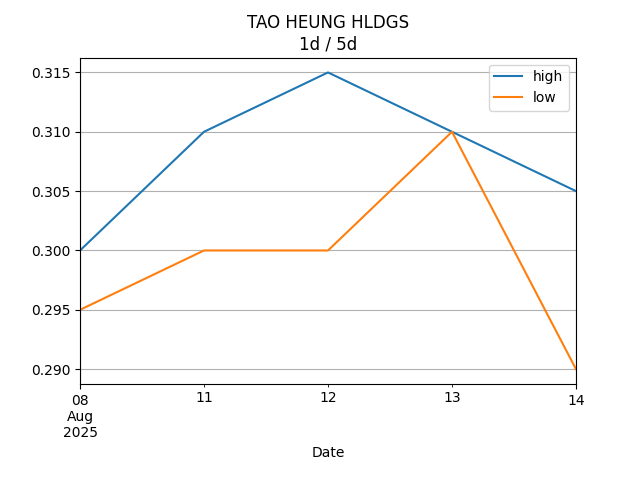 TAO HEUNG HLDGS
1d / 5d
high
low
0.315
0.310
0.305
0.300
0.295
0.290
08 11 12 13 14
Aug
2025
Date